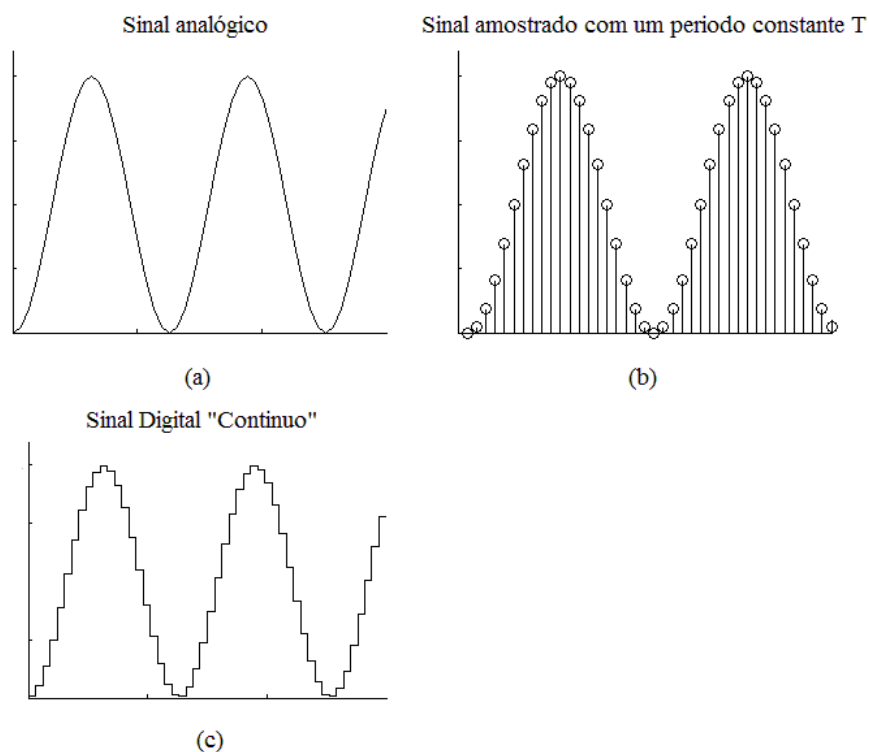 Sinal analógico
Sinal amostrado com um periodo constante T
(a)
(b)
Sinal Digital "Continuo"
(c)